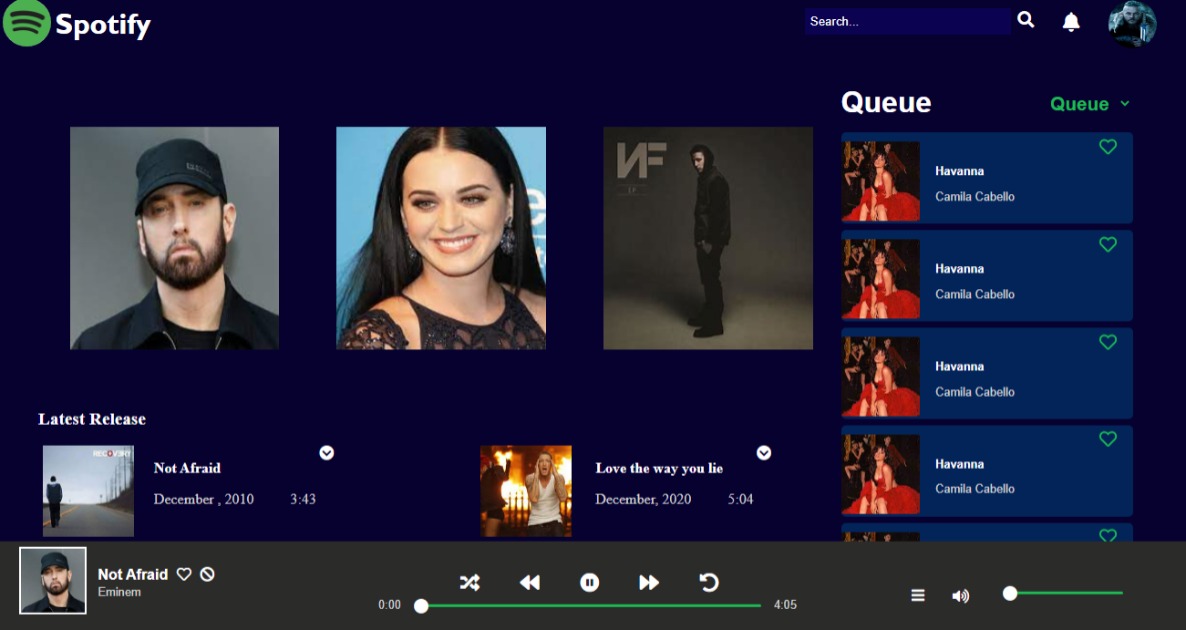 Spotify
Search...
Queue
Queue
NF
Havanna
Camila Cabello
Havanna
Camila Cabello
Havanna
Camila Cabello
Havanna
Camila Cabello
Latest Release
RECOVERY
Not Afraid
December , 2010 3:43
Love the way you lie
December, 2020 5:04
Not Afraid
Eminem
0:00
4:05